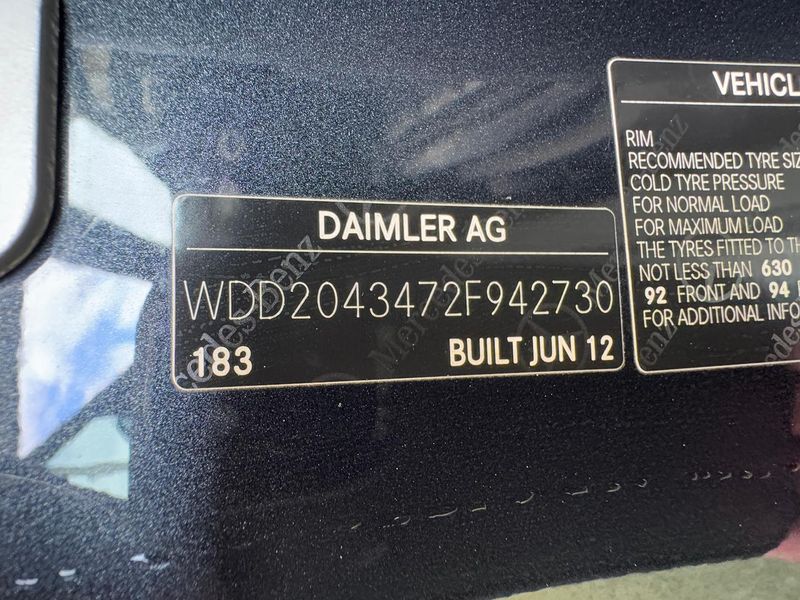 DAIMLER AG
WDD2043472F942730
183 BUILT JUN 12
VEHICL
RIM
RECOMMENDED TYRE SIZ
COLD TYRE PRESSURE
FOR NORMAL LOAD
FOR MAXIMUM LOAD
THE TYRES FITTED TO TH
NOT LESS THAN 630
92 FRONT AND 94
FOR ADDITIONAL INFO